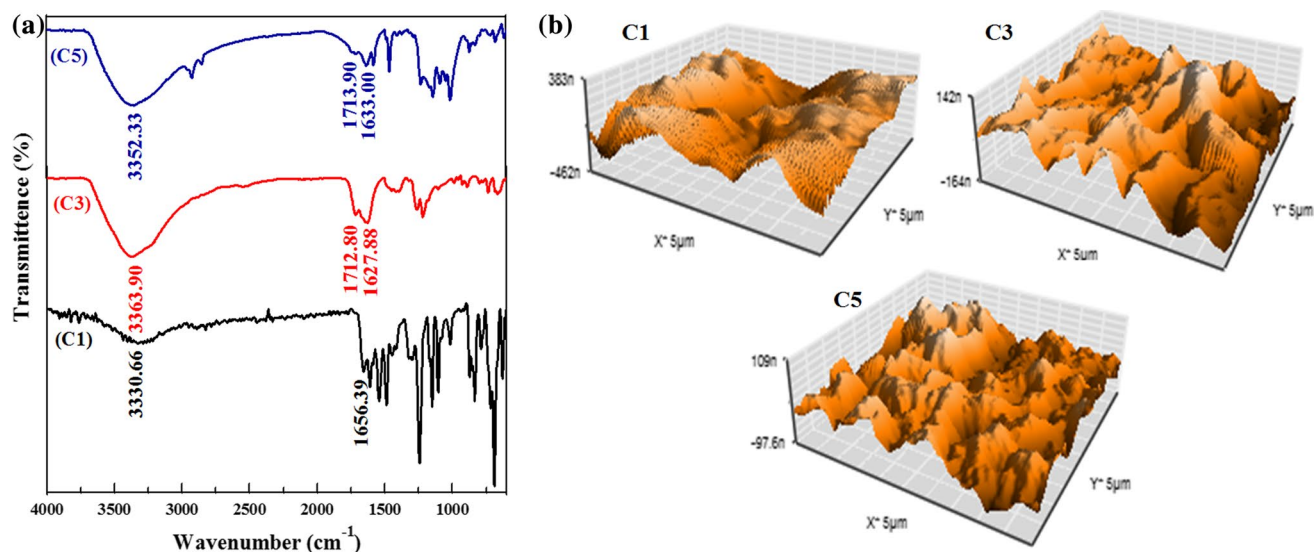 (a)
(C5)
3352.33
1713.90
1633.00
(C3)
3363.90
1712.80
1627.88
(C1)
3330.66
1656.39
Transmittence (%)
4000 3500 3000 2500 2000 1500 1000
Wavenumber (cm⁻¹)
(b)
C1
383n
-462n
X* 5µm
Y* 5µm
C3
142n
-164n
X* 5um
Y* 5µm
C5
109n
-97.6n
X* 5µm
Y* 5µm